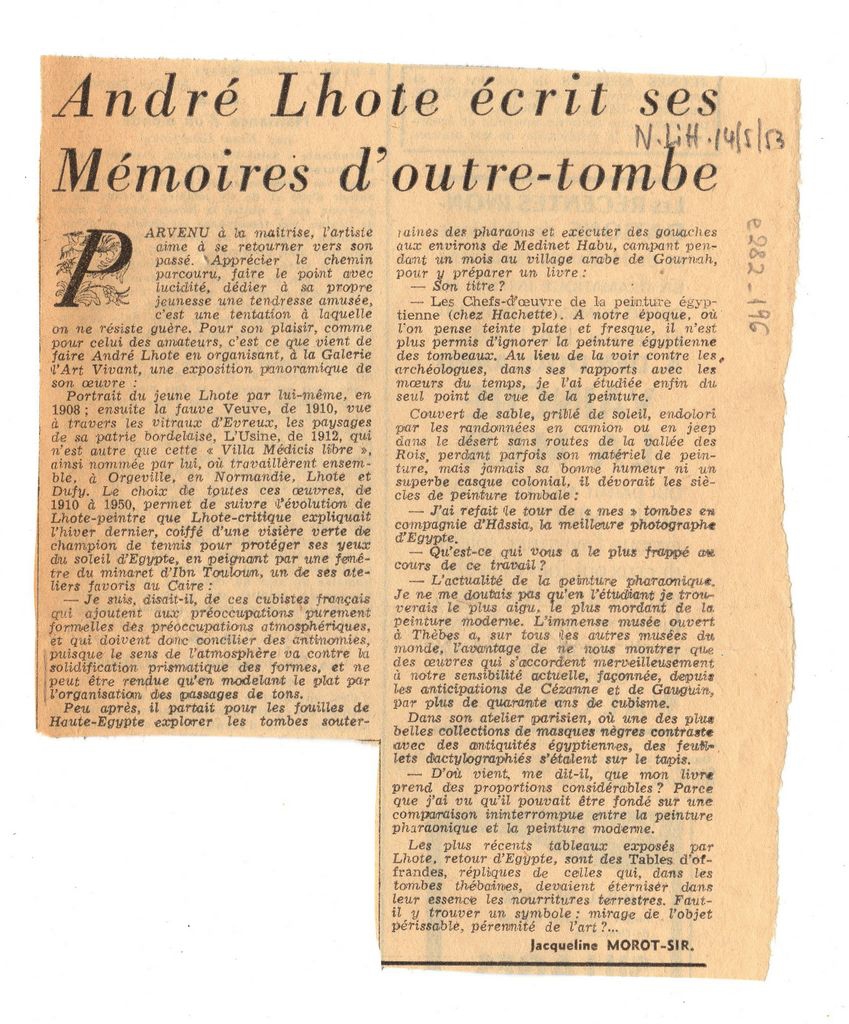 André Lhote écrit ses
N. Litt. 14/5/53
Mémoires d'outre-tombe
e282-196
PARVENU à la maîtrise, l'artiste
aime à se retourner vers son
passé. Apprécier le chemin
parcouru, faire le point avec
lucidité, dédier à sa propre
jeunesse une tendresse amusée,
c'est une tentation à laquelle
on ne résiste guère. Pour son plaisir, comme
pour celui des amateurs, c'est ce que vient de
faire André Lhote en organisant, à la Galerie
l'Art Vivant, une exposition panoramique de
son œuvre :
Portrait du jeune Lhote par lui-même, en
1908 ; ensuite la fauve Veuve, de 1910, vue
à travers les vitraux d'Evreux, les paysages
de sa patrie bordelaise, L'Usine, de 1912, qui
n'est autre que cette « Villa Médicis libre »,
ainsi nommée par lui, où travaillèrent ensem-
ble, à Orgeville, en Normandie, Lhote et
Dufy. Le choix de toutes ces œuvres, de
1910 à 1950, permet de suivre l'évolution de
Lhote-peintre que Lhote-critique expliquait
l'hiver dernier, coiffé d'une visière verte de
champion de tennis pour protéger ses yeux
du soleil d'Egypte, en peignant par une fenê-
tre du minaret d'Ibn Touloun, un de ses ate-
liers favoris au Caire :
— Je suis, disait-il, de ces cubistes français
qui ajoutent aux préoccupations purement
formelles des préoccupations atmosphériques,
et qui doivent donc concilier des antinomies,
puisque le sens de l'atmosphère va contre la
solidification prismatique des formes, et ne
peut être rendue qu'en modelant le plat par
l'organisation des passages de tons.
Peu après, il partait pour les fouilles de
Haute-Egypte explorer les tombes souter-
raines des pharaons et exécuter des gouaches
aux environs de Medinet Habu, campant pen-
dant un mois au village arabe de Gournah,
pour y préparer un livre :
— Son titre ?
— Les Chefs-d'œuvre de la peinture égyp-
tienne (chez Hachette). A notre époque, où
l'on pense teinte plate et fresque, il n'est
plus permis d'ignorer la peinture égyptienne
des tombeaux. Au lieu de la voir contre les
archéologues, dans ses rapports avec les
mœurs du temps, je l'ai étudiée enfin du
seul point de vue de la peinture.
Couvert de sable, grillé de soleil, endolori
par les randonnées en camion ou en jeep
dans le désert sans routes de la vallée des
Rois, perdant parfois son matériel de pein-
ture, mais jamais sa bonne humeur ni un
superbe casque colonial, il dévorait les siè-
cles de peinture tombale :
— J'ai refait le tour de « mes » tombes en
compagnie d'Hâssia, la meilleure photographe
d'Egypte.
— Qu'est-ce qui vous a le plus frappé au
cours de ce travail ?
— L'actualité de la peinture pharaonique.
Je ne me doutais pas qu'en l'étudiant je trou-
verais le plus aigu, le plus mordant de la
peinture moderne. L'immense musée ouvert
à Thèbes a, sur tous les autres musées du
monde, l'avantage de ne nous montrer que
des œuvres qui s'accordent merveilleusement
à notre sensibilité actuelle, façonnée, depuis
les anticipations de Cézanne et de Gauguin,
par plus de quarante ans de cubisme.
Dans son atelier parisien, où une des plus
belles collections de masques nègres contraste
avec des antiquités égyptiennes, des feuil-
lets dactylographiés s'étalent sur le tapis.
— D'où vient, me dit-il, que mon livre
prend des proportions considérables ? Parce
que j'ai vu qu'il pouvait être fondé sur une
comparaison ininterrompue entre la peinture
pharaonique et la peinture moderne.
Les plus récents tableaux exposés par
Lhote, retour d'Egypte, sont des Tables d'of-
frandes, répliques de celles qui, dans les
tombes thébaines, devaient éterniser dans
leur essence les nourritures terrestres. Faut-
il y trouver un symbole : mirage de l'objet
périssable, pérennité de l'art ?...
Jacqueline MOROT-SIR.